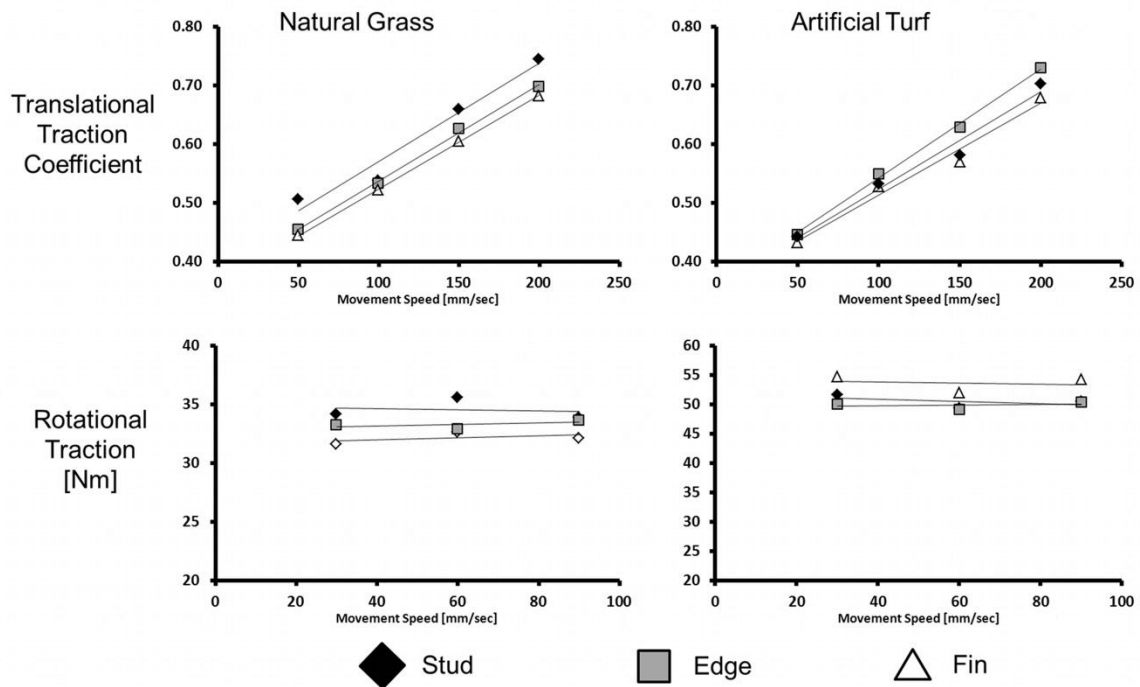 Natural Grass
Artificial Turf
Translational
Traction
Coefficient
0.80
0.70
0.60
0.50
0.40
0 50 100 150 200 250
Movement Speed [mm/sec]
0.80
0.70
0.60
0.50
0.40
0 50 100 150 200 250
Movement Speed [mm/sec]
Rotational
Traction
[Nm]
40
35
30
25
20
0 20 40 60 80 100
Movement Speed [mm/sec]
60
55
50
45
40
35
30
25
20
0 20 40 60 80 100
Movement Speed [mm/sec]
Stud
Edge
Fin